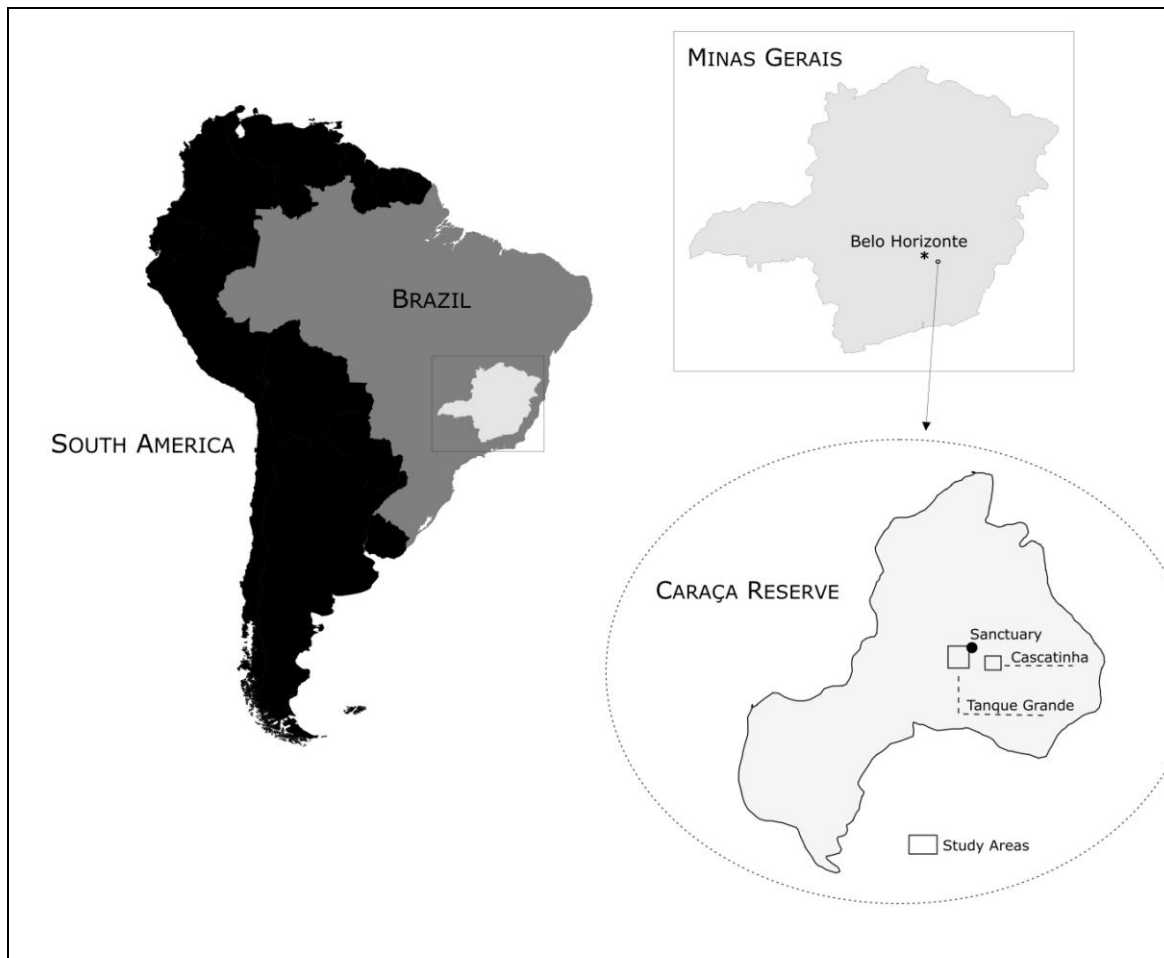 MINAS GERAIS
Belo Horizonte
*
BRAZIL
SOUTH AMERICA
CARAÇA RESERVE
Sanctuary
Cascatinha
Tanque Grande
Study Areas